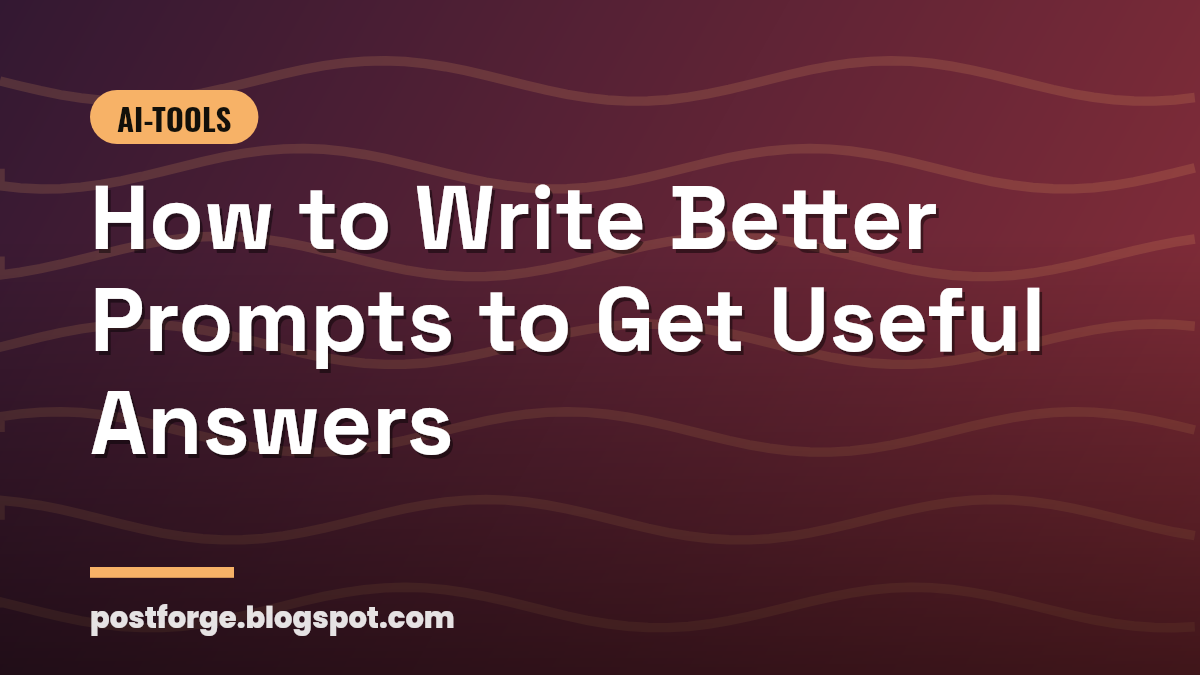 AI-TOOLS
How to Write Better
Prompts to Get Useful
Answers
postforge.blogspot.com